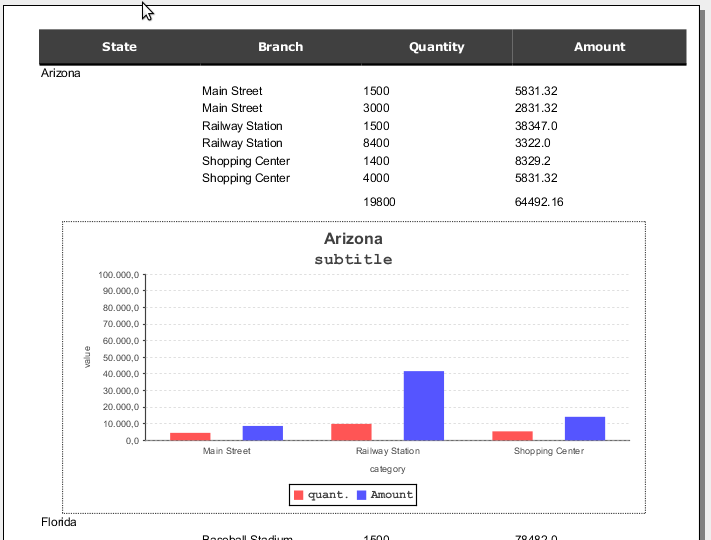 State Branch Quantity Amount
Arizona
Main Street 1500 5831.32
Main Street 3000 2831.32
Railway Station 1500 38347.0
Railway Station 8400 3322.0
Shopping Center 1400 8329.2
Shopping Center 4000 5831.32
19800 64492.16
Arizona
subtitle
100.000,0
90.000,0
80.000,0
70.000,0
60.000,0
50.000,0
40.000,0
30.000,0
20.000,0
10.000,0
0,0
value
Main Street Railway Station Shopping Center
category
quant. Amount
Florida
Baseball Stadium 1500 78482.0